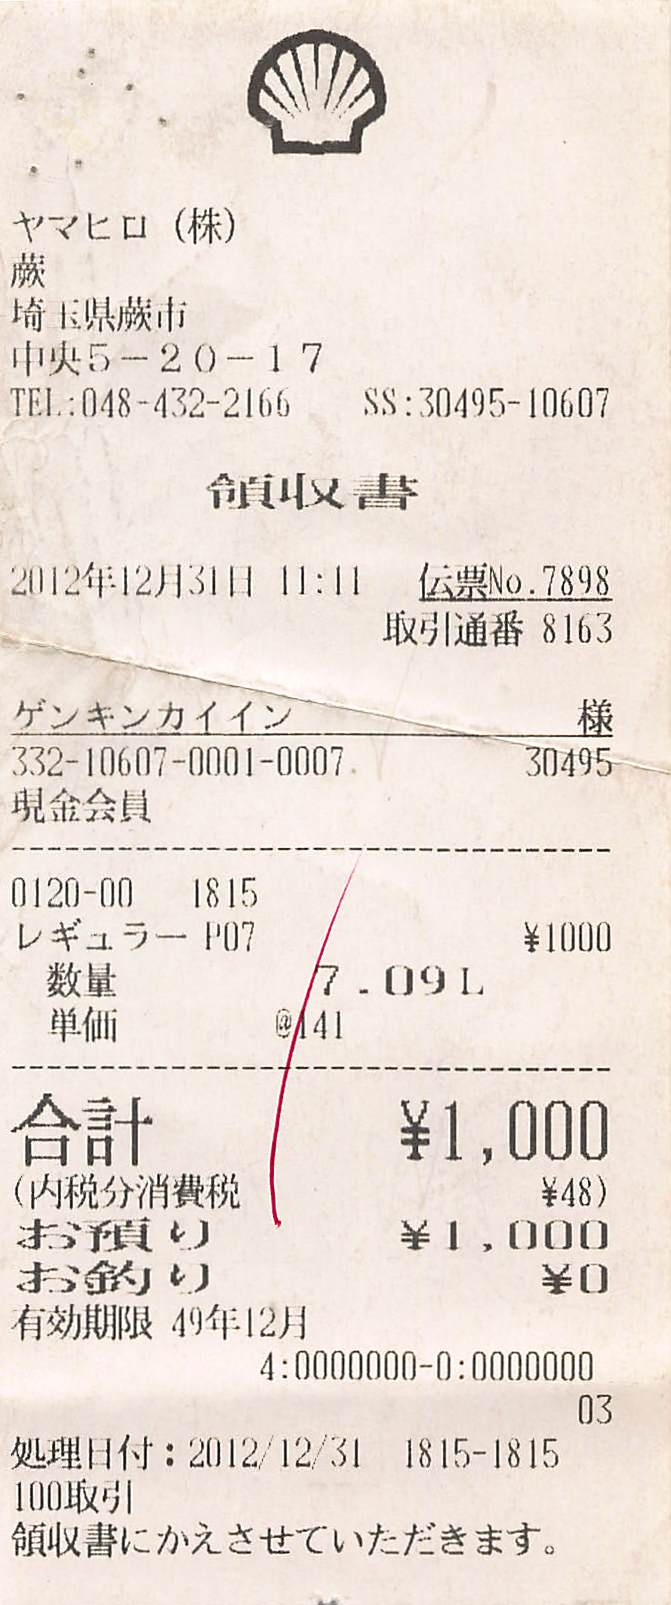 ヤマヒロ (株)
蕨
埼玉県蕨市
中央5－20－17
TEL:048-432-2166 SS:30495-10607
領収書
2012年12月31日 11:11 伝票No.7898
取引通番 8163
ゲンキンカイイン 様
332-10607-0001-0007 30495
現金会員
0120-00 1815
レギュラー P07 ¥1000
数量 7.09L
単価 @141
合計 ¥1,000
(内税分消費税 ¥48)
お預り ¥1,000
お釣り ¥0
有効期限 49年12月
4:0000000-0:0000000
03
処理日付：2012/12/31 1815-1815
100取引
領収書にかえさせていただきます。